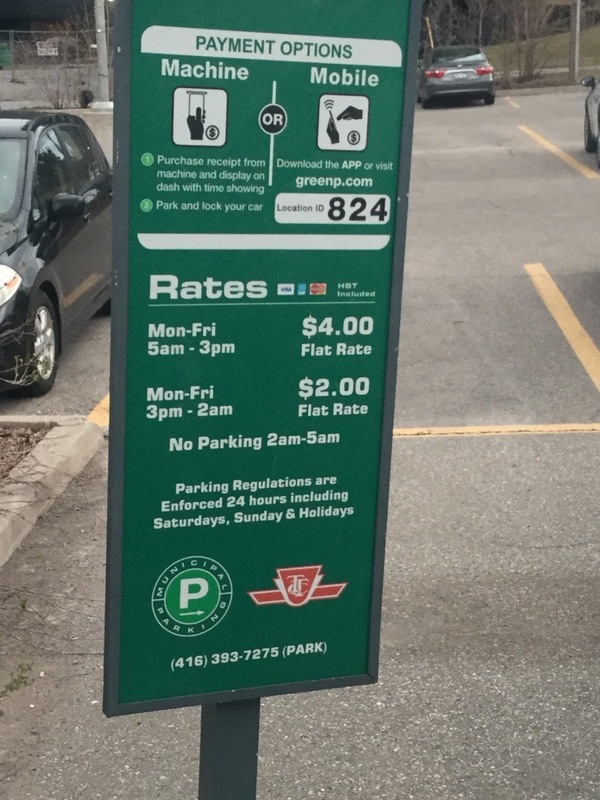 PAYMENT OPTIONS
Machine
1 Purchase receipt from
machine and display on
dash with time showing
2 Park and lock your car
OR
Mobile
Download the APP or visit
greenp.com
Location ID 824
Rates VISA HST
Included
Mon-Fri $4.00
5am - 3pm Flat Rate
Mon-Fri $2.00
3pm - 2am Flat Rate
No Parking 2am-5am
Parking Regulations are
Enforced 24 hours including
Saturdays, Sunday & Holidays
MUNICIPAL
P
PARKING
TTC
(416) 393-7275 (PARK)